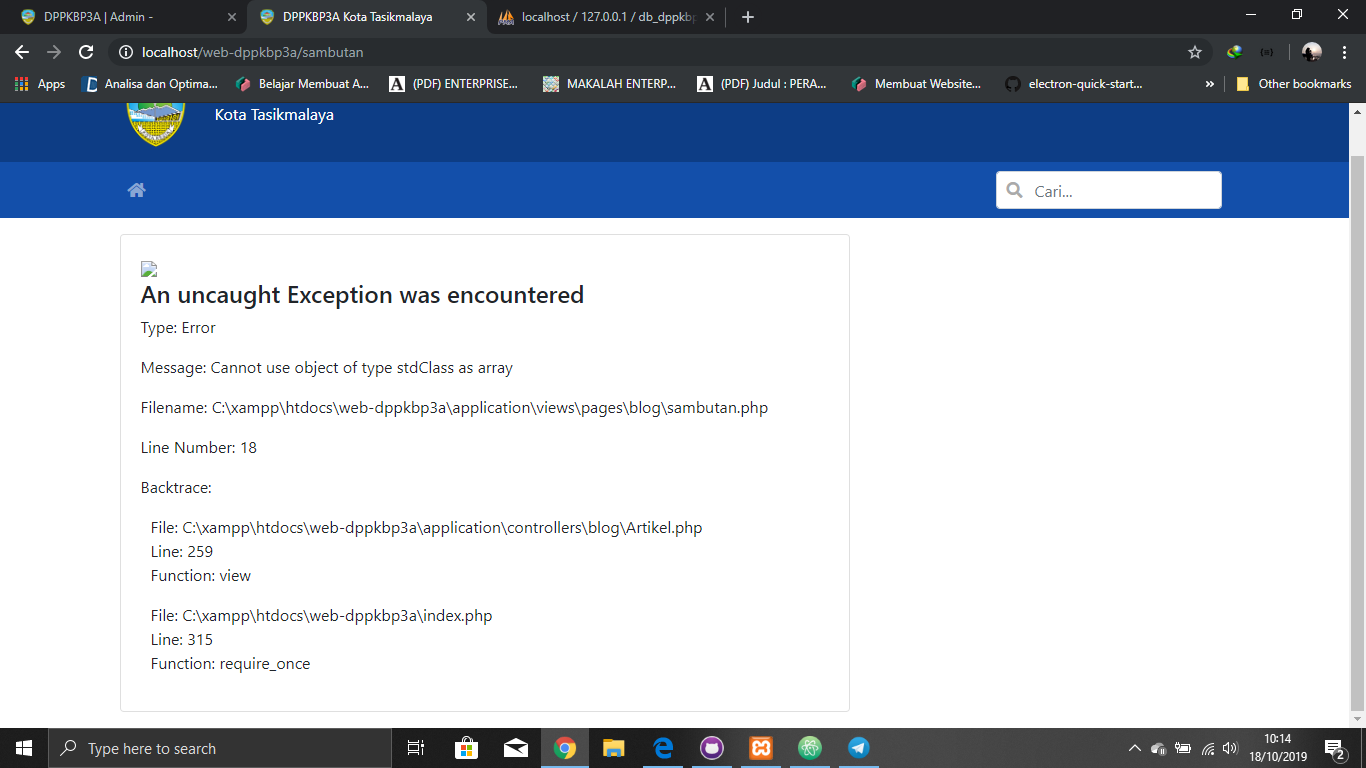 DPPKBP3A | Admin -
DPPKBP3A Kota Tasikmalaya
localhost / 127.0.0.1 / db_dppkbp
localhost/web-dppkbp3a/sambutan
Apps
Analisa dan Optima...
Belajar Membuat A...
(PDF) ENTERPRISE...
MAKALAH ENTERP...
(PDF) Judul : PERA...
Membuat Website...
electron-quick-start...
»
Other bookmarks
Kota Tasikmalaya
Cari...
An uncaught Exception was encountered
Type: Error
Message: Cannot use object of type stdClass as array
Filename: C:\xampp\htdocs\web-dppkbp3a\application\views\pages\blog\sambutan.php
Line Number: 18
Backtrace:
File: C:\xampp\htdocs\web-dppkbp3a\application\controllers\blog\Artikel.php
Line: 259
Function: view
File: C:\xampp\htdocs\web-dppkbp3a\index.php
Line: 315
Function: require_once
Type here to search
10:14
18/10/2019
2